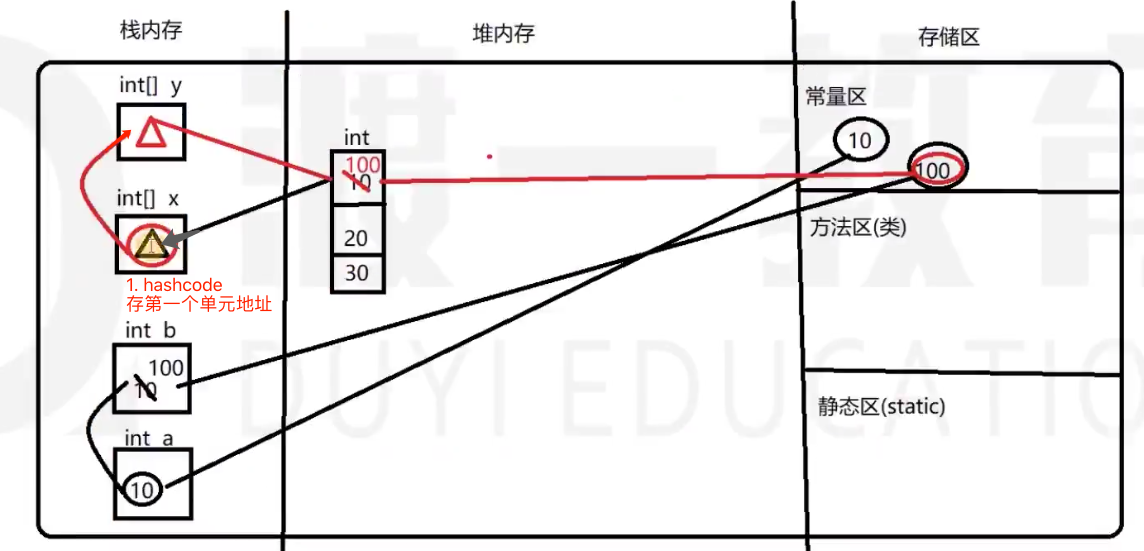 栈内存
堆内存
存储区
int[] y
常量区
int
10
100
10
100
int[] x
20
方法区(类)
30
1. hashcode
存第一个单元地址
int b
100
10
静态区(static)
int a
10
DUYI EDUCATION